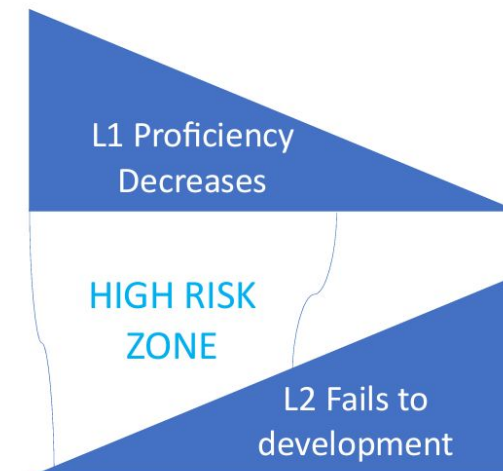 L1 Proficiency
Decreases
HIGH RISK
ZONE
L2 Fails to
development